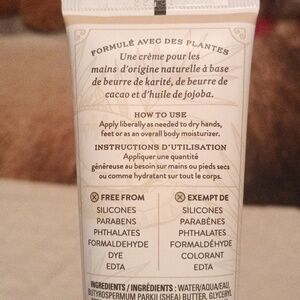 FORMULÉ AVEC DES PLANTES
Une crème pour les
mains d'origine naturelle à base
de beurre de karité, de beurre de
cacao et d'huile de jojoba.
HOW TO USE
Apply liberally as needed to dry hands,
feet or as an overall body moisturizer.
INSTRUCTIONS D'UTILISATION
Appliquer une quantité
généreuse au besoin sur mains ou pieds secs
ou comme hydratant sur tout le corps.
FREE FROM
SILICONES
PARABENS
PHTHALATES
FORMALDEHYDE
DYE
EDTA
EXEMPT DE
SILICONES
PARABÈNES
PHTHALATES
FORMALDÉHYDE
COLORANT
EDTA
INGREDIENTS / INGRÉDIENTS : WATER/AQUA/EAU,
BUTYROSPERMUM PARKII (SHEA) BUTTER, GLYCERYL